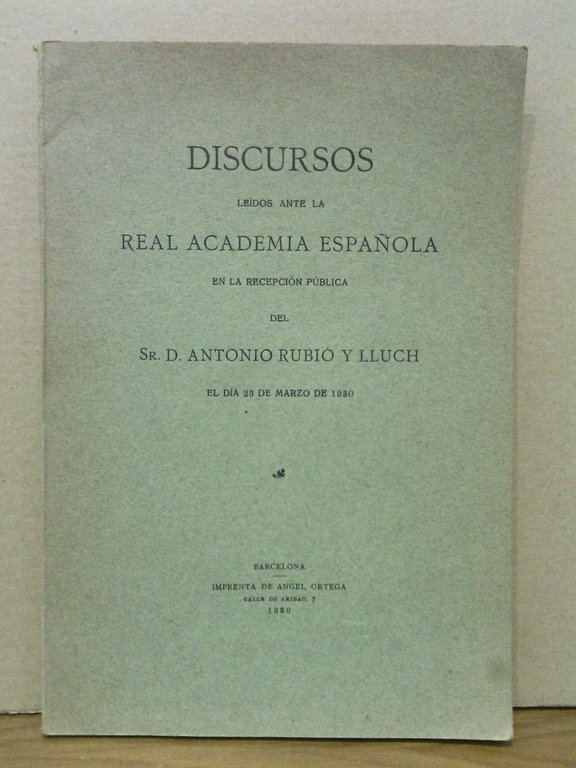 DISCURSOS
LEÍDOS ANTE LA
REAL ACADEMIA ESPAÑOLA
EN LA RECEPCIÓN PÚBLICA
DEL
SR. D. ANTONIO RUBIÓ Y LLUCH
EL DÍA 23 DE MARZO DE 1930
BARCELONA
IMPRENTA DE ANGEL ORTEGA
CALLE DE ARIBAU, 7
1930